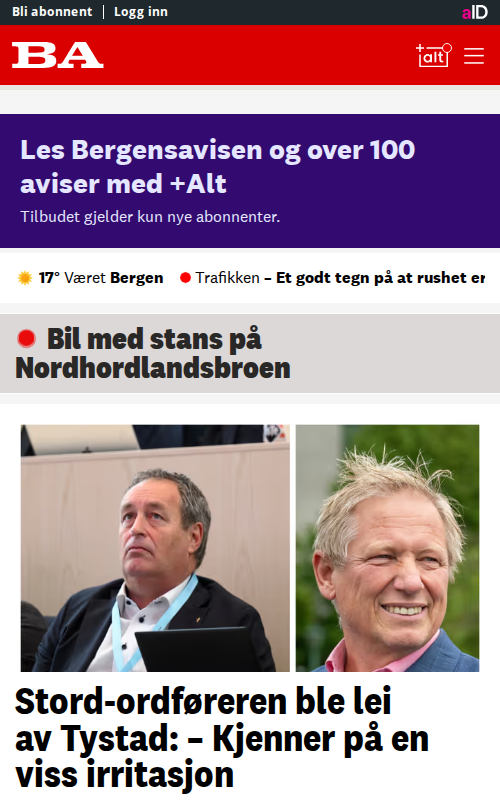 Bli abonnent | Logg inn
aID
BA
+alt
Les Bergensavisen og over 100
aviser med +Alt
Tilbudet gjelder kun nye abonnenter.
17° Været Bergen Trafikken – Et godt tegn på at rushet er
Bil med stans på
Nordhordlandsbroen
Stord-ordføreren ble lei
av Tystad: – Kjenner på en
viss irritasjon